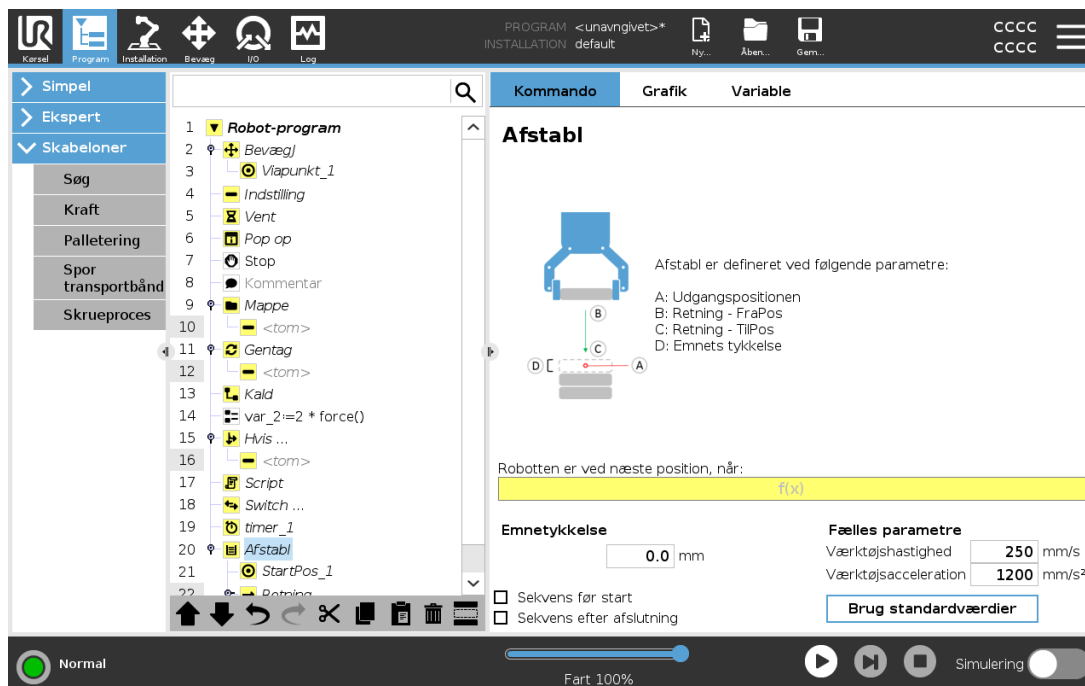 PROGRAM <unavngivet>*
INSTALLATION default
CCCC
CCCC
Kørsel
Program
Installation
Bevæg
I/O
Log
Ny...
Åben...
Gem...
Simpel
Ekspert
Skabeloner
Søg
Kraft
Palletering
Spor
transportbånd
Skrueproces
1 Robot-program
2 BevægJ
3 Viapunkt_1
4 Indstilling
5 Vent
6 Pop op
7 Stop
8 Kommentar
9 Mappe
10 <tom>
11 Gentag
12 <tom>
13 Kald
14 var_2:=2 * force()
15 Hvis ...
16 <tom>
17 Script
18 Switch ...
19 timer_1
20 Afstabl
21 StartPos_1
22 Retning
Kommando
Grafik
Variable
Afstabl
B
C
D
A
Afstabl er defineret ved følgende parametre:
A: Udgangspositionen
B: Retning - FraPos
C: Retning - TilPos
D: Emnets tykkelse
Robotten er ved næste position, når:
f(x)
Emnetykkelse
0.0 mm
Sekvens før start
Sekvens efter afslutning
Fælles parametre
Værktøjshastighed 250 mm/s
Værktøjsacceleration 1200 mm/s²
Brug standardværdier
Normal
Fart 100%
Simulering